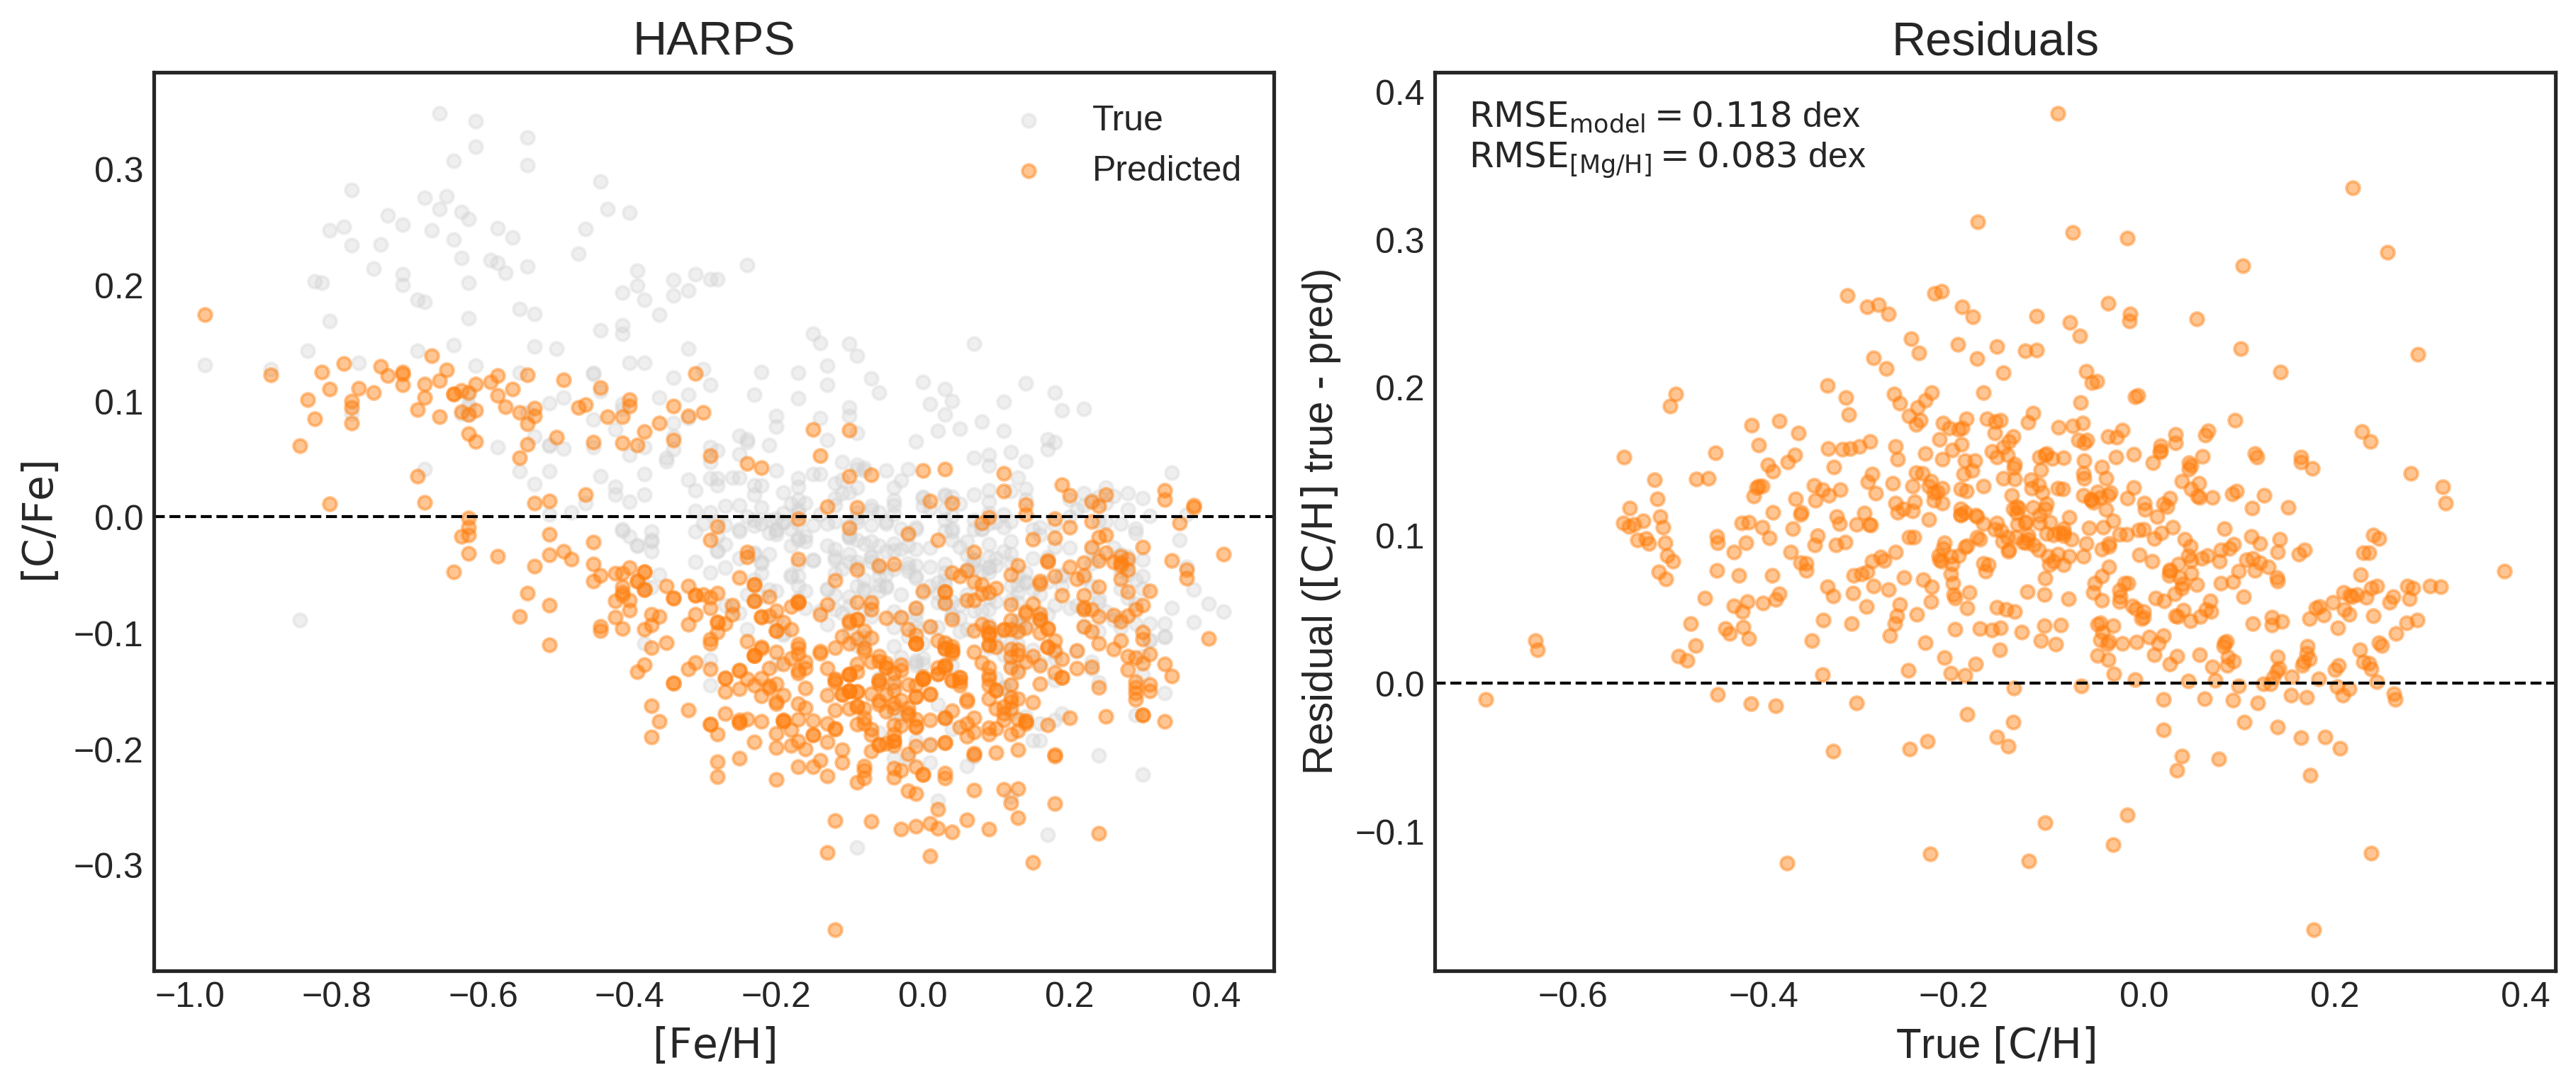 HARPS
True
Predicted
[C/Fe]
0.3
0.2
0.1
0.0
−0.1
−0.2
−0.3
−1.0 −0.8 −0.6 −0.4 −0.2 0.0 0.2 0.4
[Fe/H]
Residuals
RMSE_model = 0.118 dex
RMSE_[Mg/H] = 0.083 dex
Residual ([C/H] true - pred)
0.4
0.3
0.2
0.1
0.0
−0.1
−0.6 −0.4 −0.2 0.0 0.2 0.4
True [C/H]